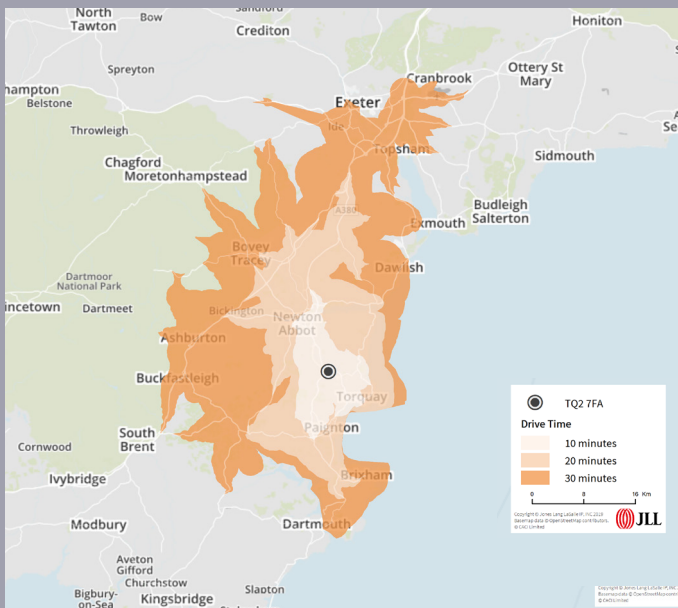 North
Tawton
Bow
Sandford
Crediton
Honiton
Spreyton
Cranbrook
Ottery St
Mary
hampton
Belstone
Exeter
Ide
Throwleigh
Topsham
Sidmouth
Chagford
Moretonhampstead
A380
Budleigh
Salterton
Exmouth
Bovey
Tracey
Dawlish
Dartmoor
National Park
incetown
Dartmeet
Bickington
Newton
Abbot
Ashburton
Buckfastleigh
Torquay
TQ2 7FA
Drive Time
10 minutes
20 minutes
30 minutes
0 8 16 Km
JLL
South
Brent
Paignton
Cornwood
Ivybridge
Brixham
Modbury
Dartmouth
Aveton
Gifford
Churchstow
Bigbury-
on-Sea
Kingsbridge
Slapton